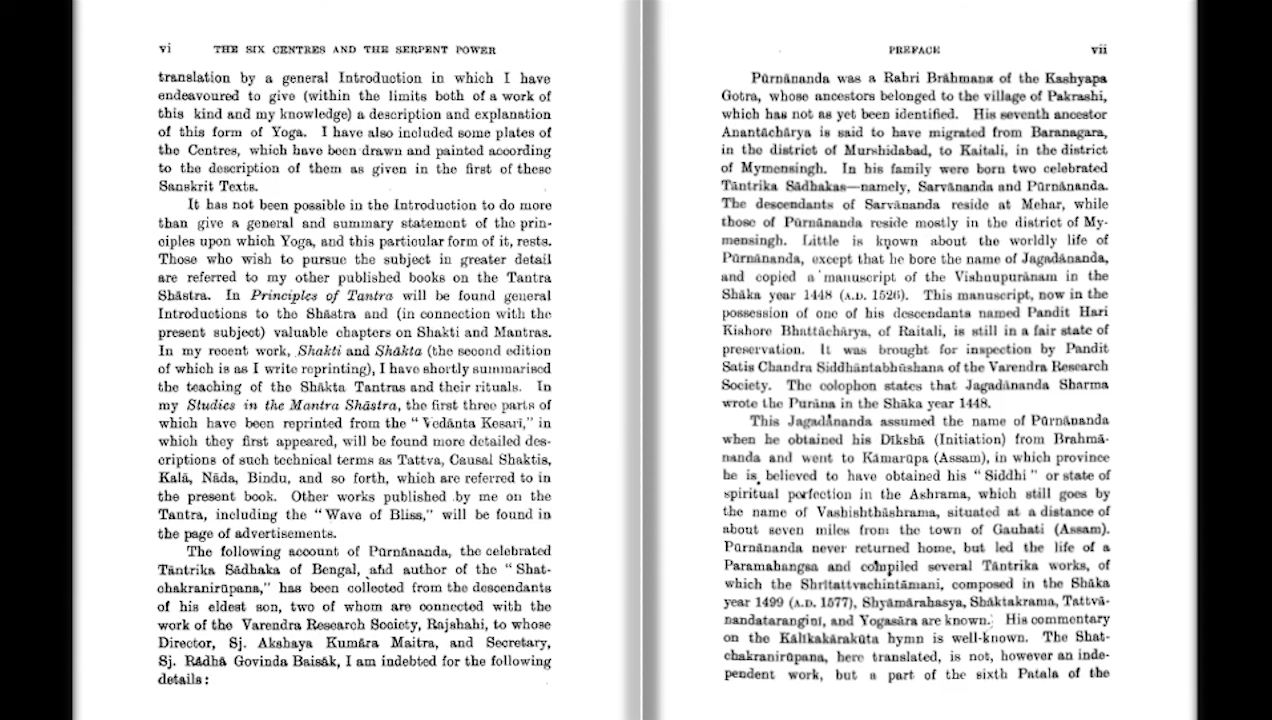 vi THE SIX CENTRES AND THE SERPENT POWER
translation by a general Introduction in which I have
endeavoured to give (within the limits both of a work of
this kind and my knowledge) a description and explanation
of this form of Yoga. I have also included some plates of
the Centres, which have been drawn and painted according
to the description of them as given in the first of these
Sanskrit Texts.
It has not been possible in the Introduction to do more
than give a general and summary statement of the prin-
ciples upon which Yoga, and this particular form of it, rests.
Those who wish to pursue the subject in greater detail
are referred to my other published books on the Tantra
Shāstra. In Principles of Tantra will be found general
Introductions to the Shāstra and (in connection with the
present subject) valuable chapters on Shakti and Mantras.
In my recent work, Shakti and Shākta (the second edition
of which is as I write reprinting), I have shortly summarised
the teaching of the Shākta Tantras and their rituals. In
my Studies in the Mantra Shāstra, the first three parts of
which have been reprinted from the "Vedānta Kesari," in
which they first appeared, will be found more detailed des-
criptions of such technical terms as Tattva, Causal Shaktis,
Kalā, Nāda, Bindu, and so forth, which are referred to in
the present book. Other works published by me on the
Tantra, including the "Wave of Bliss," will be found in
the page of advertisements.
The following account of Pūrnānanda, the celebrated
Tāntrika Sādhaka of Bengal, and author of the "Shat-
chakranirūpana," has been collected from the descendants
of his eldest son, two of whom are connected with the
work of the Varendra Research Society, Rajshahi, to whose
Director, Sj. Akshaya Kumāra Maitra, and Secretary,
Sj. Rādhā Govinda Baisāk, I am indebted for the following
details:
PREFACE vii
Pūrnānanda was a Rahri Brāhmana of the Kashyapa
Gotra, whose ancestors belonged to the village of Pakrashi,
which has not as yet been identified. His seventh ancestor
Anantāchārya is said to have migrated from Baranagara,
in the district of Murshidabad, to Kaitali, in the district
of Mymensingh. In his family were born two celebrated
Tāntrika Sādhakas—namely, Sarvānanda and Pūrnānanda.
The descendants of Sarvānanda reside at Mehar, while
those of Pūrnānanda reside mostly in the district of My-
mensingh. Little is known about the worldly life of
Pūrnānanda, except that he bore the name of Jagadānanda,
and copied a manuscript of the Vishnupurānam in the
Shāka year 1448 (A.D. 1526). This manuscript, now in the
possession of one of his descendants named Pandit Hari
Kishore Bhattāchārya, of Raitali, is still in a fair state of
preservation. It was brought for inspection by Pandit
Satis Chandra Siddhāntabhūshana of the Varendra Research
Society. The colophon states that Jagadānanda Sharma
wrote the Purāna in the Shāka year 1448.
This Jagadānanda assumed the name of Pūrnānanda
when he obtained his Dīkshā (Initiation) from Brahmā-
nanda and went to Kāmarūpa (Assam), in which province
he is believed to have obtained his "Siddhi" or state of
spiritual perfection in the Ashrama, which still goes by
the name of Vashishthāshrama, situated at a distance of
about seven miles from the town of Gauhati (Assam).
Pūrnānanda never returned home, but led the life of a
Paramahangsa and compiled several Tāntrika works, of
which the Shrītattvachintāmani, composed in the Shāka
year 1499 (A.D. 1577), Shyāmārahasya, Shāktakrama, Tattvā-
nandatarangini, and Yogasāra are known. His commentary
on the Kālīkakārakūta hymn is well-known. The Shat-
chakranirūpana, here translated, is not, however an inde-
pendent work, but a part of the sixth Patala of the